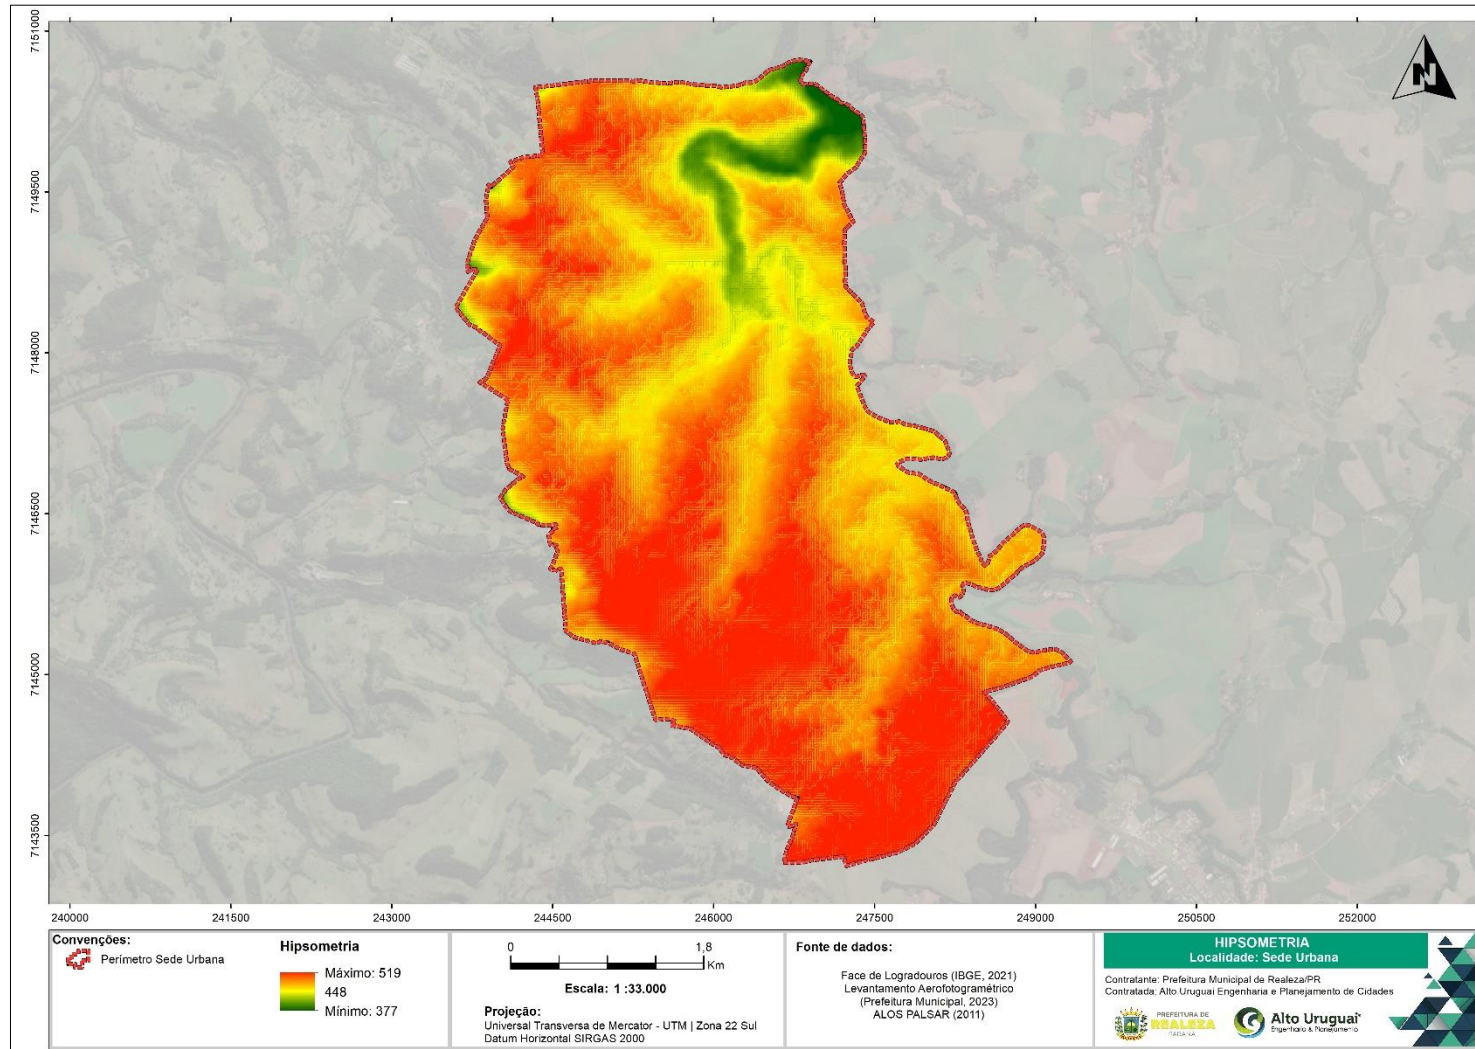 7151000
7149500
7148000
7146500
7145000
7143500
N
240000
241500
243000
244500
246000
247500
249000
250500
252000
Convenções:
Perímetro Sede Urbana
Hipsometria
Máximo: 519
448
Mínimo: 377
0 1,8
Km
Escala: 1 :33.000
Projeção:
Universal Transversa de Mercator - UTM | Zona 22 Sul
Datum Horizontal SIRGAS 2000
Fonte de dados:
Face de Logradouros (IBGE, 2021)
Levantamento Aerofotogramétrico
(Prefeitura Municipal, 2023)
ALOS PALSAR (2011)
HIPSOMETRIA
Localidade: Sede Urbana
Contratante: Prefeitura Municipal de Realeza/PR
Contratada: Alto Uruguai Engenharia e Planejamento de Cidades
PREFEITURA DE
REALEZA
PARANÁ
Alto Uruguai
Engenharia & Planejamento